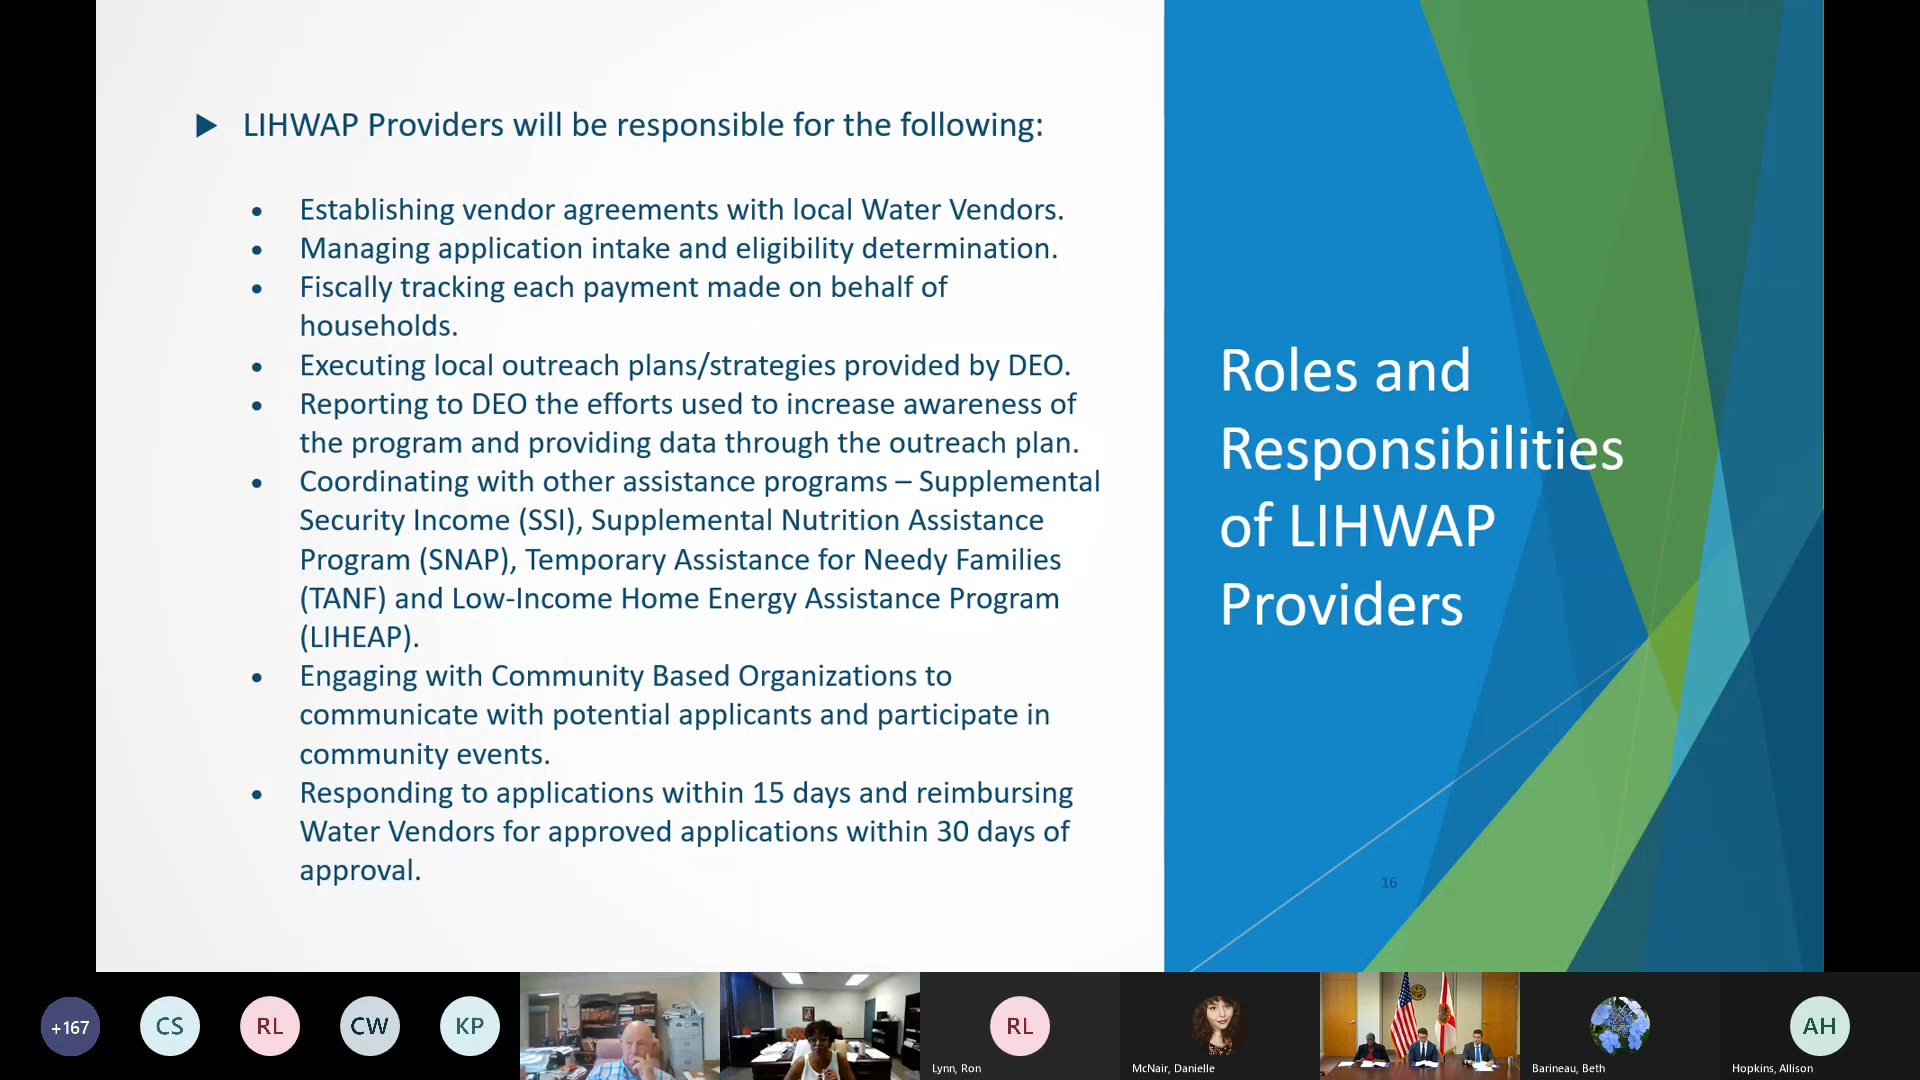 LIHWAP Providers will be responsible for the following:
Establishing vendor agreements with local Water Vendors.
Managing application intake and eligibility determination.
Fiscally tracking each payment made on behalf of
households.
Executing local outreach plans/strategies provided by DEO.
Reporting to DEO the efforts used to increase awareness of
the program and providing data through the outreach plan.
Coordinating with other assistance programs – Supplemental
Security Income (SSI), Supplemental Nutrition Assistance
Program (SNAP), Temporary Assistance for Needy Families
(TANF) and Low-Income Home Energy Assistance Program
(LIHEAP).
Engaging with Community Based Organizations to
communicate with potential applicants and participate in
community events.
Responding to applications within 15 days and reimbursing
Water Vendors for approved applications within 30 days of
approval.
Roles and
Responsibilities
of LIHWAP
Providers
16
+167
CS
RL
CW
KP
RL
AH
Lynn, Ron
McNair, Danielle
Barineau, Beth
Hopkins, Allison